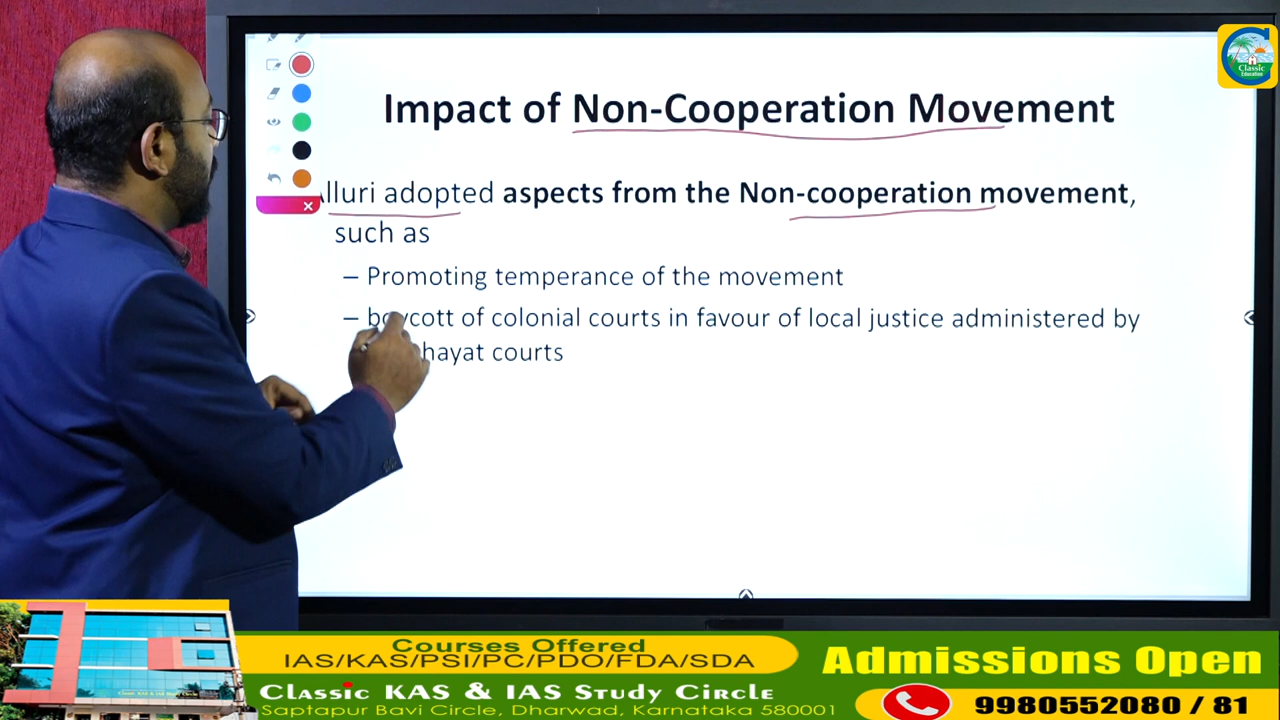 Classic
Education
Impact of Non-Cooperation Movement
lluri adopted aspects from the Non-cooperation movement,
such as
– Promoting temperance of the movement
– boycott of colonial courts in favour of local justice administered by
hayat courts
Courses Offered
IAS/KAS/PSI/PC/PDO/FDA/SDA
Classic KAS & IAS Study Circle
Saptapur Bavi Circle, Dharwad, Karnataka 580001
Admissions Open
9980552080 / 81